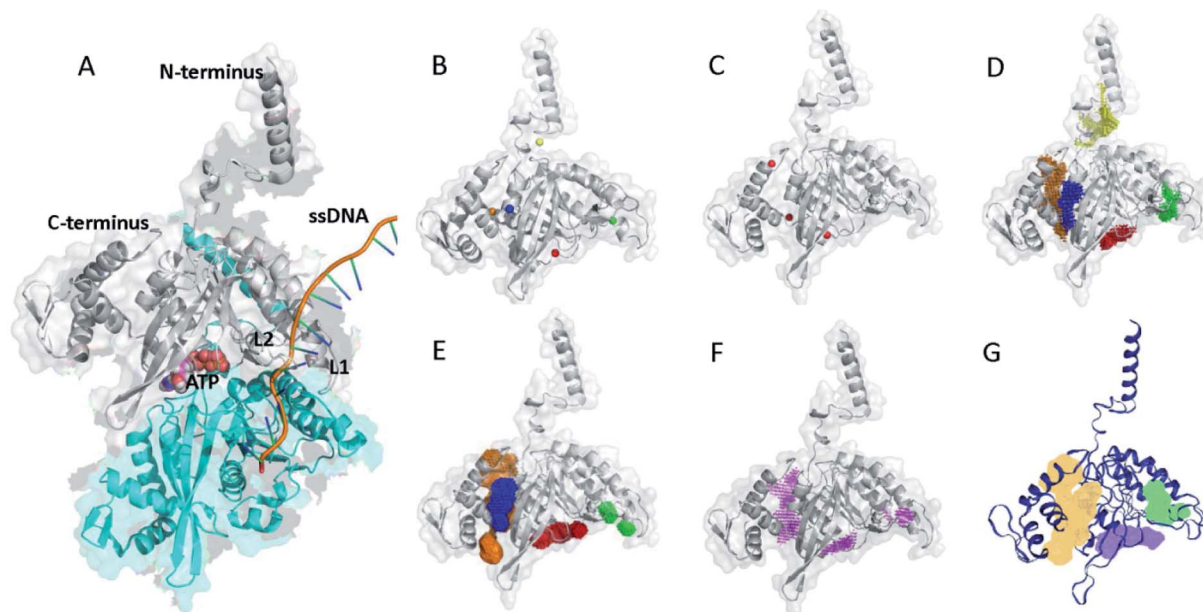 A
N-terminus
C-terminus
ssDNA
L2
L1
ATP
B
C
D
E
F
G